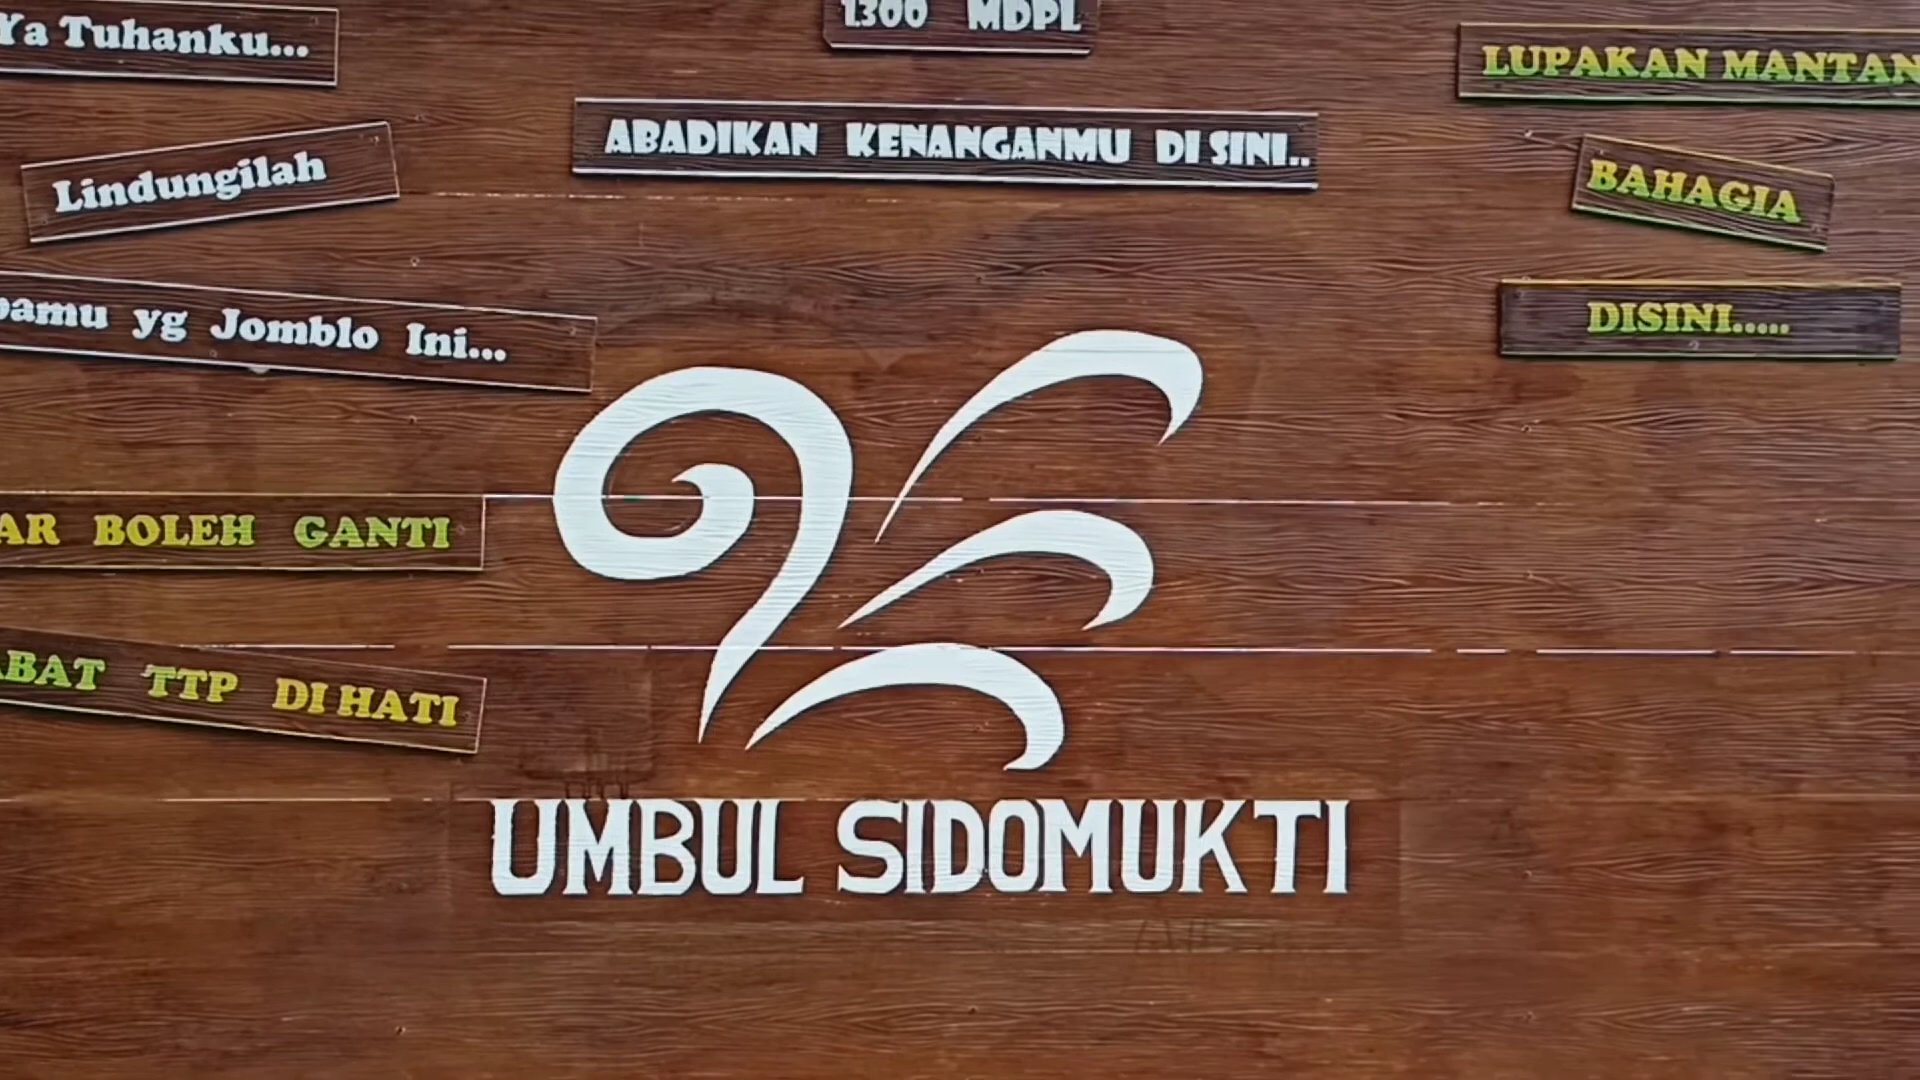 Ya Tuhanku...
Lindungilah
yg Jomblo Ini...
BOLEH GANTI
TTP DI HATI
1300 MDPL
ABADIKAN KENANGANMU DI SINI..
LUPAKAN MANTAN
BAHAGIA
DISINI.....
UMBUL SIDOMUKTI